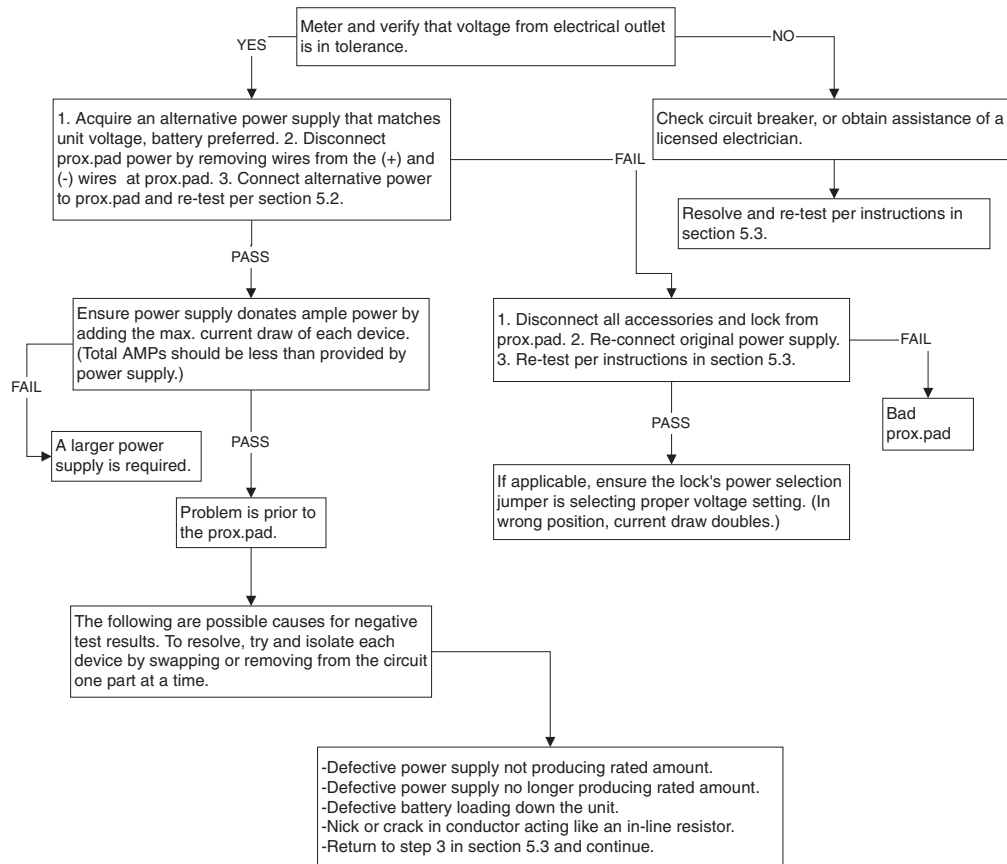 Meter and verify that voltage from electrical outlet
is in tolerance.
YES
NO
1. Acquire an alternative power supply that matches
unit voltage, battery preferred. 2. Disconnect
prox.pad power by removing wires from the (+) and
(-) wires at prox.pad. 3. Connect alternative power
to prox.pad and re-test per section 5.2.
Check circuit breaker, or obtain assistance of a
licensed electrician.
FAIL
Resolve and re-test per instructions in
section 5.3.
PASS
Ensure power supply donates ample power by
adding the max. current draw of each device.
(Total AMPs should be less than provided by
power supply.)
1. Disconnect all accessories and lock from
prox.pad. 2. Re-connect original power supply.
3. Re-test per instructions in section 5.3.
FAIL
FAIL
Bad
prox.pad
PASS
PASS
A larger power
supply is required.
If applicable, ensure the lock's power selection
jumper is selecting proper voltage setting. (In
wrong position, current draw doubles.)
Problem is prior to
the prox.pad.
The following are possible causes for negative
test results. To resolve, try and isolate each
device by swapping or removing from the circuit
one part at a time.
-Defective power supply not producing rated amount.
-Defective power supply no longer producing rated amount.
-Defective battery loading down the unit.
-Nick or crack in conductor acting like an in-line resistor.
-Return to step 3 in section 5.3 and continue.